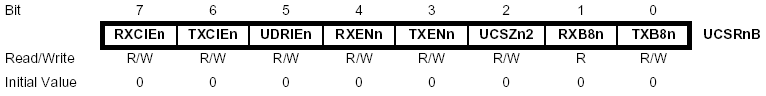 Bit 7 6 5 4 3 2 1 0
RXCIEn TXCIEn UDRIEn RXENn TXENn UCSZn2 RXB8n TXB8n UCSRnB
Read/Write R/W R/W R/W R/W R/W R/W R R/W
Initial Value 0 0 0 0 0 0 0 0